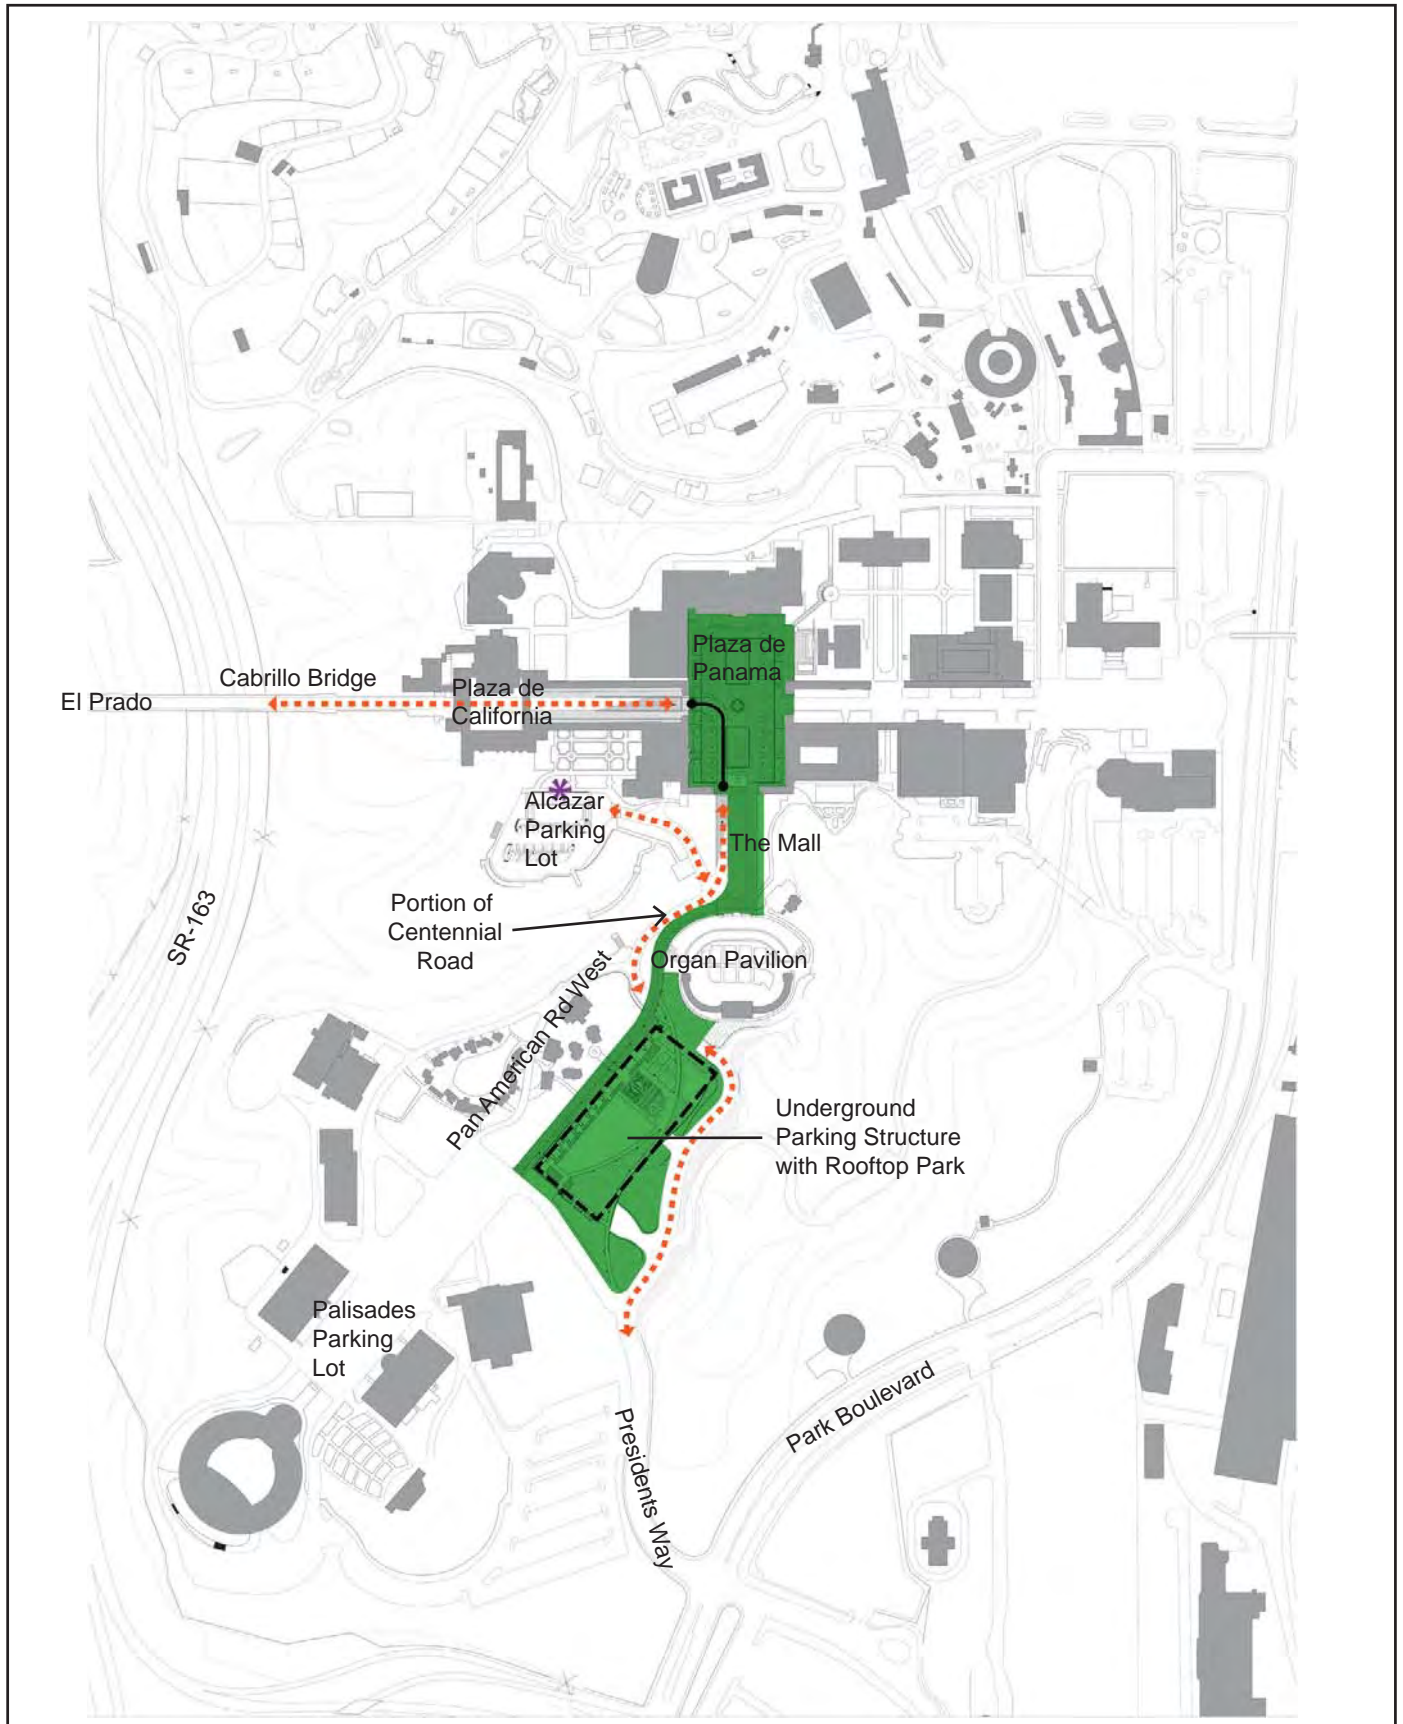 Plaza de
Panama
Cabrillo Bridge
El Prado
Plaza de
California
Alcazar
Parking
Lot
The Mall
Portion of
Centennial
Road
SR-163
Organ Pavilion
Pan American Rd West
Underground
Parking Structure
with Rooftop Park
Palisades
Parking
Lot
Park Boulevard
Presidents Way